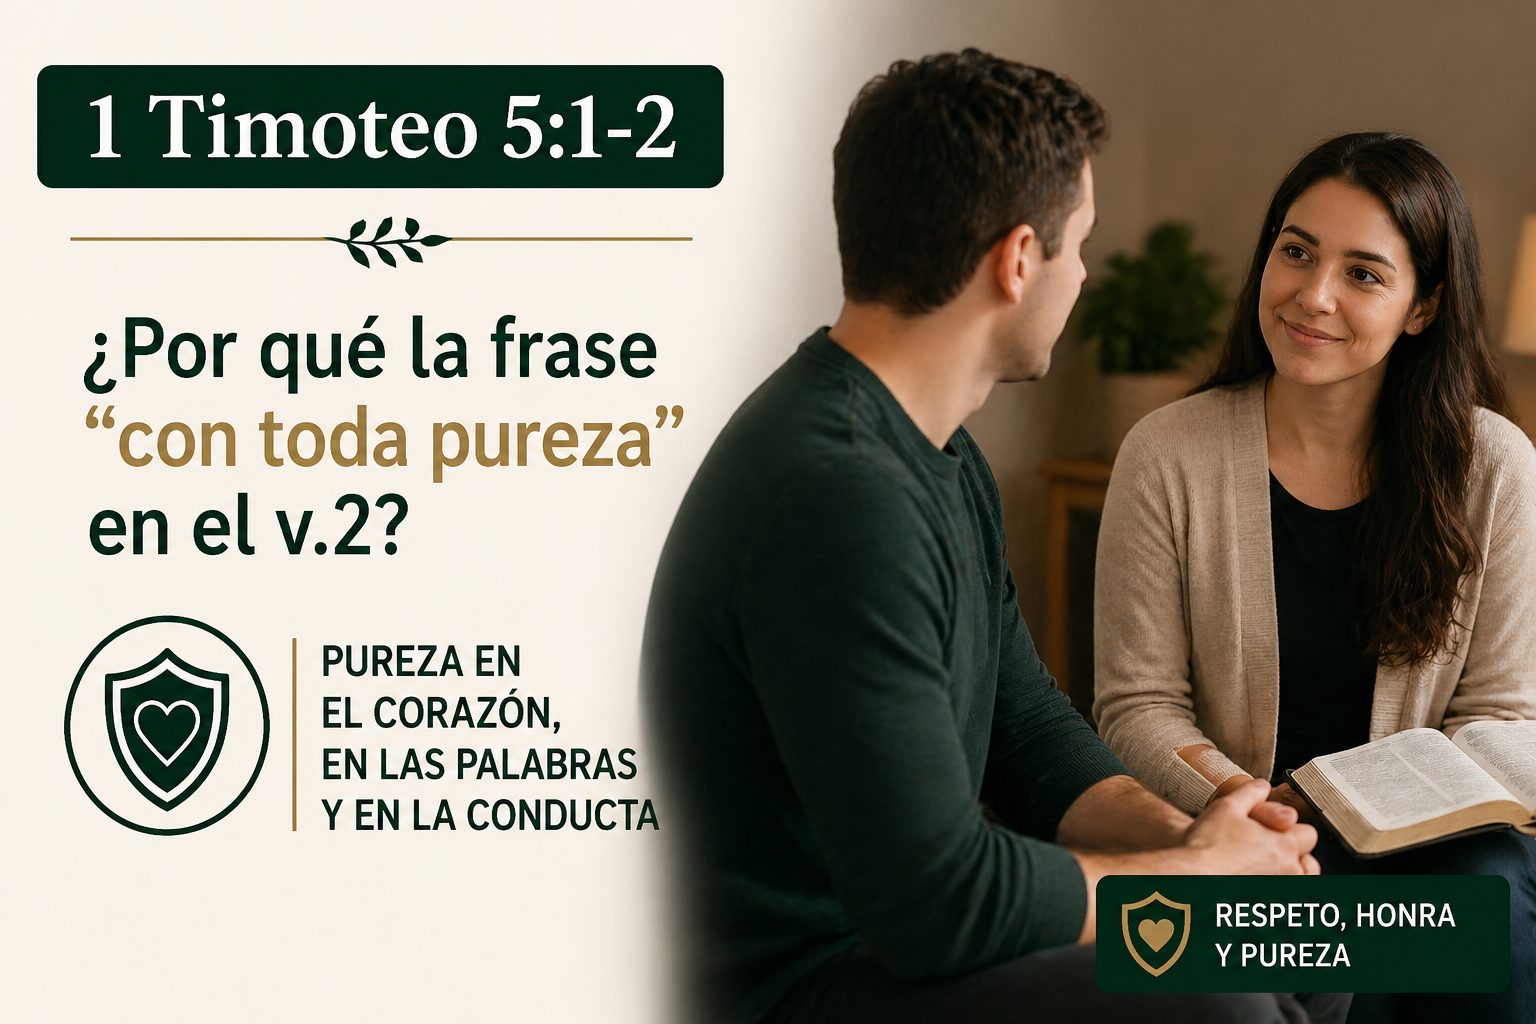 1 Timoteo 5:1-2
¿Por qué la frase
“con toda pureza”
en el v.2?
PUREZA EN
EL CORAZÓN,
EN LAS PALABRAS
Y EN LA CONDUCTA
RESPETO, HONRA
Y PUREZA